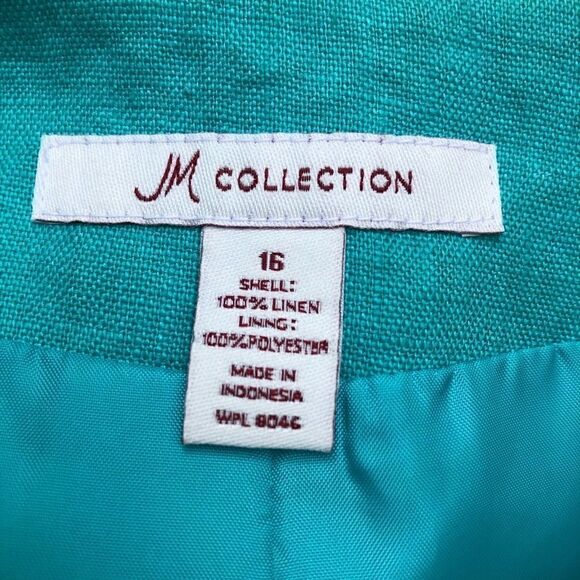 JM COLLECTION
16
SHELL:
100% LINEN
LINING:
100%POLYESTER
MADE IN
INDONESIA
WPL 8046